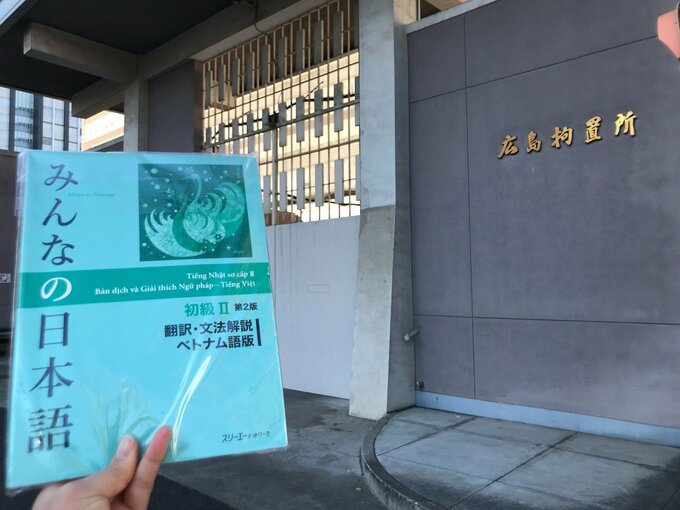 みんなの日本語
Minna no Nihongo
Tiếng Nhật sơ cấp II
Bản dịch và Giải thích Ngữ pháp—Tiếng Việt
初級II 第2版
翻訳・文法解説
ベトナム語版
スリーエーネットワーク
広島拘置所